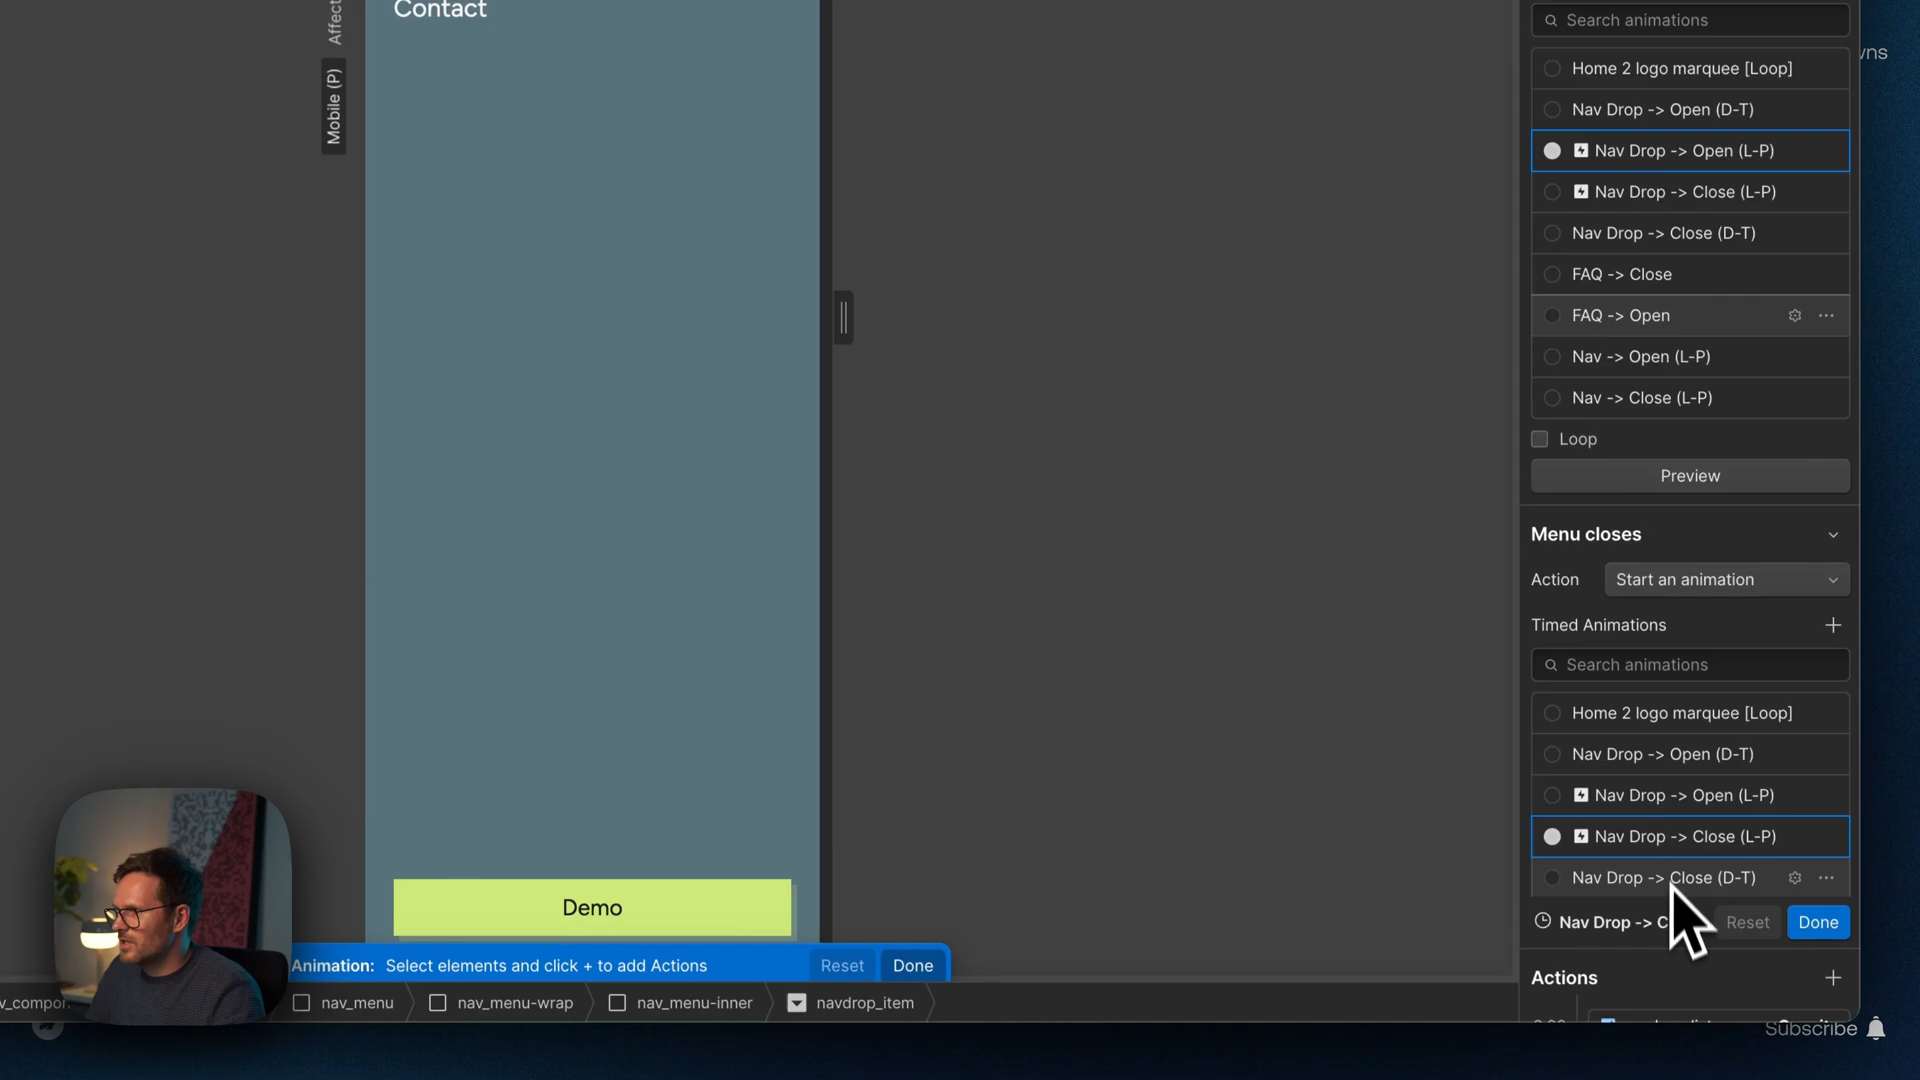 Contact
Affect
Mobile (P)
Demo
Animation: Select elements and click + to add Actions
Reset
Done
nav_menu
nav_menu-wrap
nav_menu-inner
navdrop_item
Search animations
Home 2 logo marquee [Loop]
Nav Drop -> Open (D-T)
Nav Drop -> Open (L-P)
Nav Drop -> Close (L-P)
Nav Drop -> Close (D-T)
FAQ -> Close
FAQ -> Open
Nav -> Open (L-P)
Nav -> Close (L-P)
Loop
Preview
Menu closes
Action
Start an animation
Timed Animations
Search animations
Home 2 logo marquee [Loop]
Nav Drop -> Open (D-T)
Nav Drop -> Open (L-P)
Nav Drop -> Close (L-P)
Nav Drop -> Close (D-T)
Nav Drop -> C
Reset
Done
Actions
Subscribe